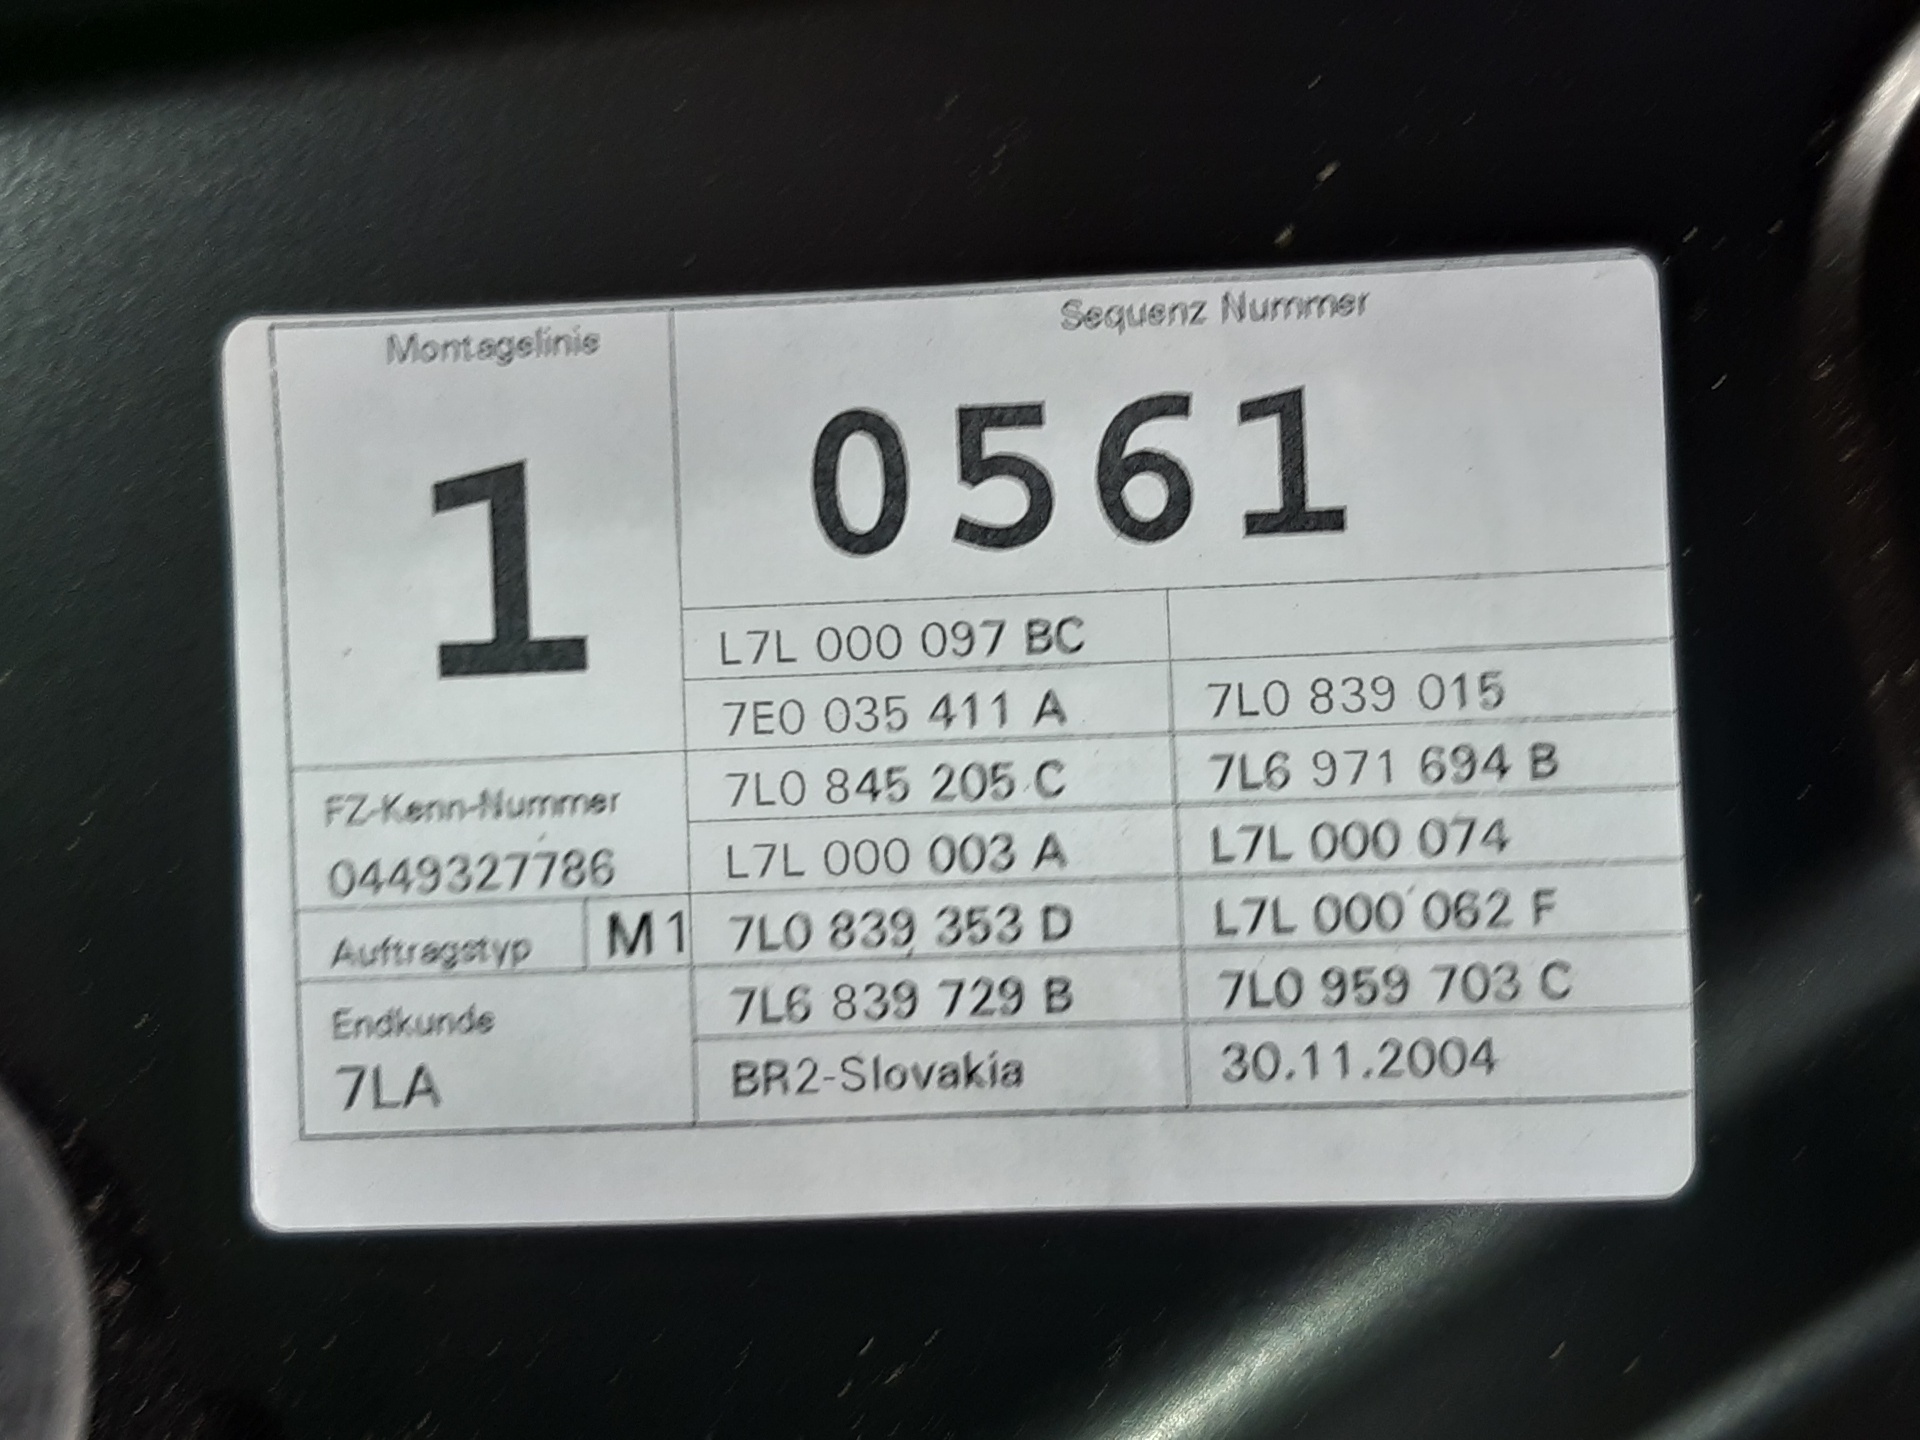 Montagelinie
1
Sequenz Nummer
0561
FZ-Kenn-Nummer
0449327786
Auftragstyp M1
Endkunde
7LA
L7L 000 097 BC
7E0 035 411 A 7L0 839 015
7L0 845 205 C 7L6 971 694 B
L7L 000 003 A L7L 000 074
7L0 839 353 D L7L 000 062 F
7L6 839 729 B 7L0 959 703 C
BR2-Slovakia 30.11.2004